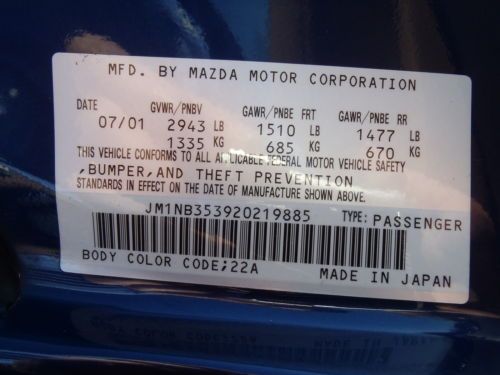 MFD. BY MAZDA MOTOR CORPORATION
DATE GVWR/PNBV GAWR/PNBE FRT GAWR/PNBE RR
07/01 2943 LB 1510 LB 1477 LB
1335 KG 685 KG 670 KG
THIS VEHICLE CONFORMS TO ALL APPLICABLE FEDERAL MOTOR VEHICLE SAFETY
,BUMPER,AND THEFT PREVENTION
STANDARDS IN EFFECT ON THE DATE OF MANUFACTURE SHOWN ABOVE.
JM1NB353920219885 TYPE: PASSENGER
BODY COLOR CODE;22A MADE IN JAPAN